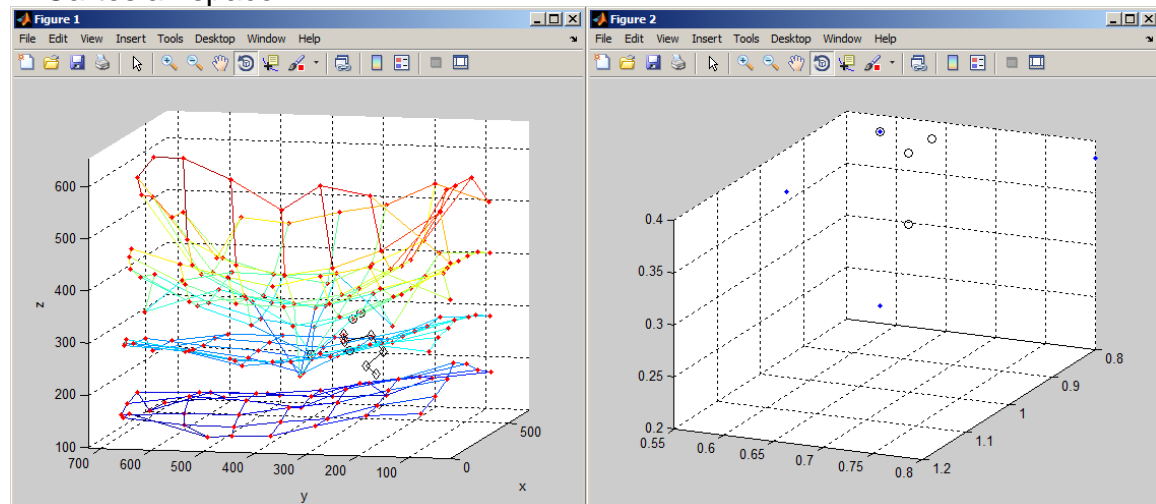 Figure 1
File Edit View Insert Tools Desktop Window Help
600
500
400
300
200
100
z
700 600 500 400 300 200 100
y
0
500
x
Figure 2
File Edit View Insert Tools Desktop Window Help
0.4
0.35
0.3
0.25
0.2
0.55 0.6 0.65 0.7 0.75 0.8
0.8
0.9
1
1.1
1.2